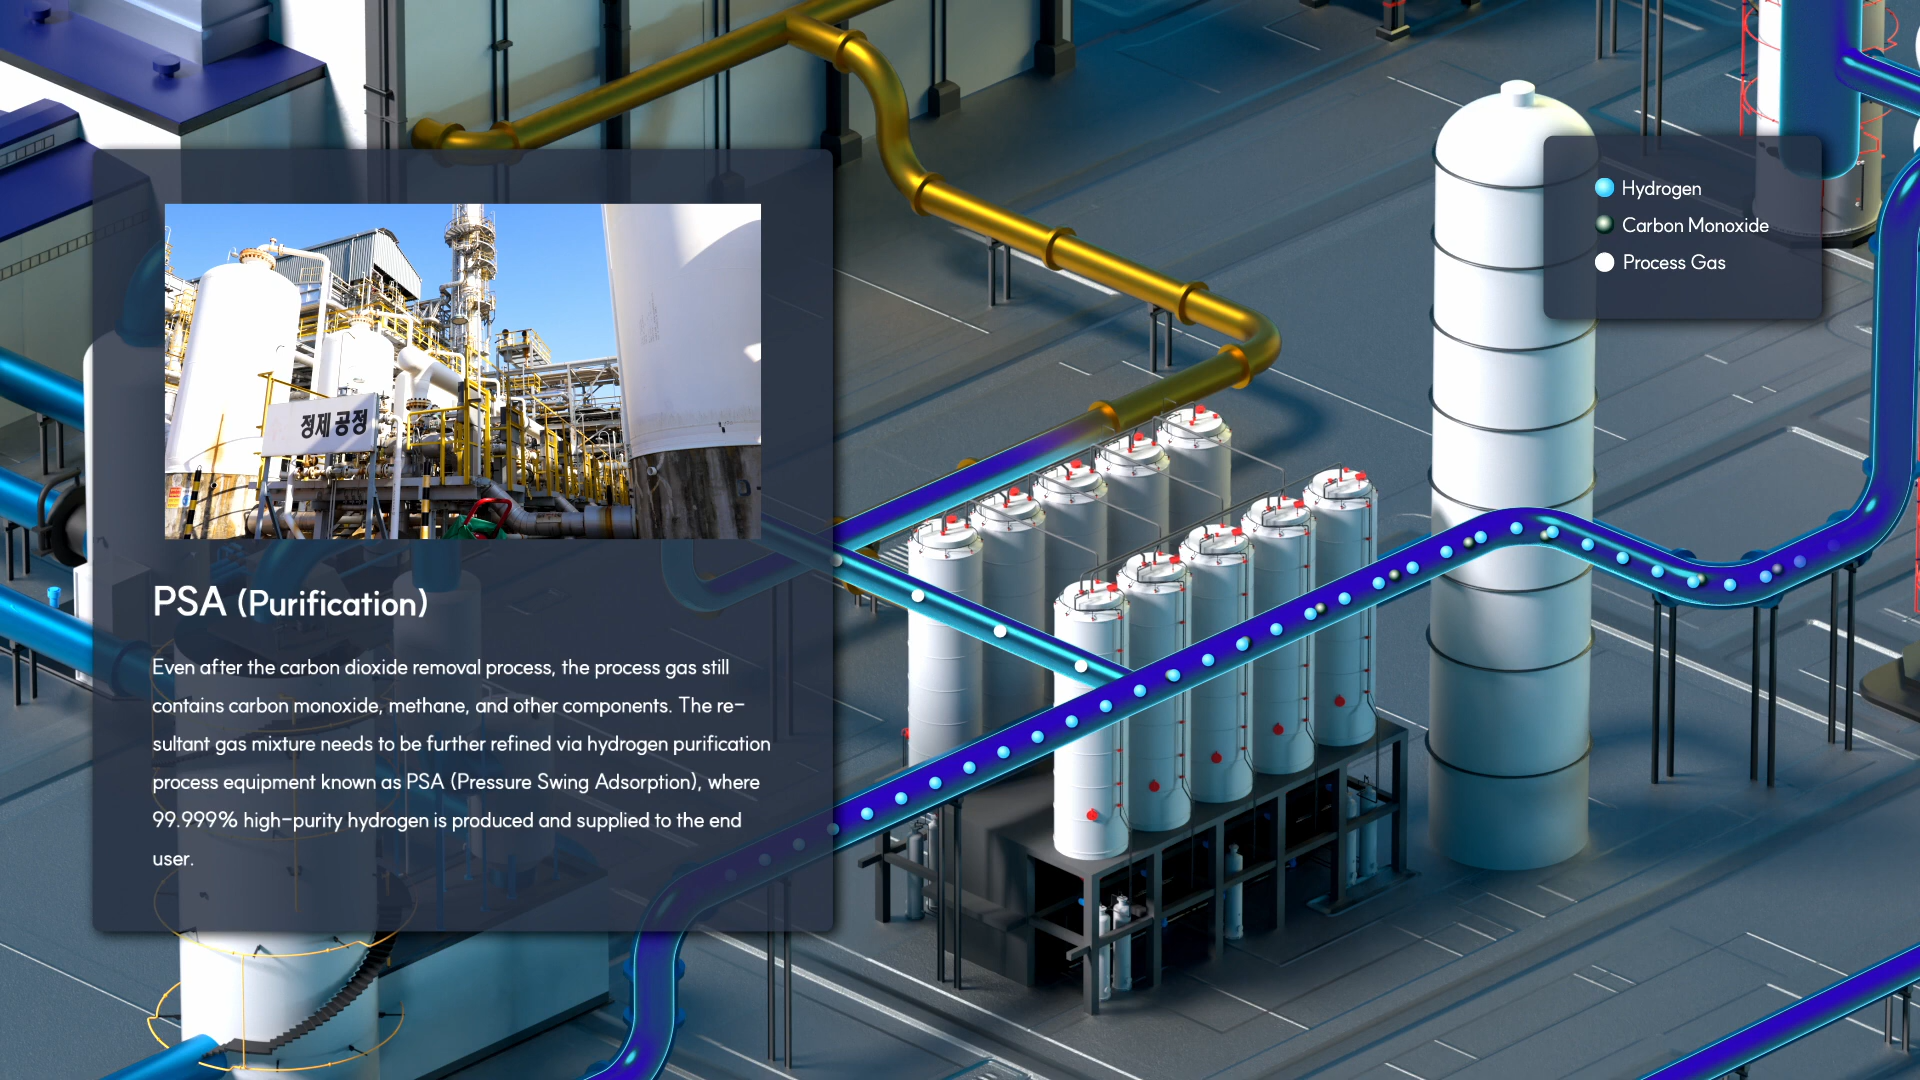 정제 공정
PSA (Purification)
Even after the carbon dioxide removal process, the process gas still
contains carbon monoxide, methane, and other components. The re-
sultant gas mixture needs to be further refined via hydrogen purification
process equipment known as PSA (Pressure Swing Adsorption), where
99.999% high-purity hydrogen is produced and supplied to the end
user.
Hydrogen
Carbon Monoxide
Process Gas